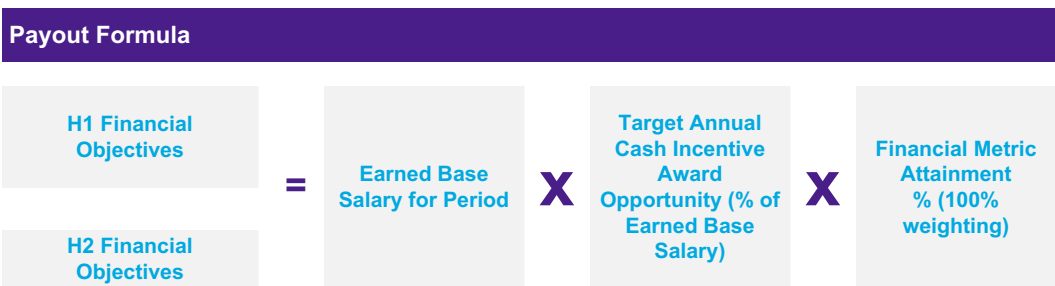 Payout Formula
H1 Financial
Objectives
H2 Financial
Objectives
=
Earned Base
Salary for Period
X
Target Annual
Cash Incentive
Award
Opportunity (% of
Earned Base
Salary)
X
Financial Metric
Attainment
% (100%
weighting)